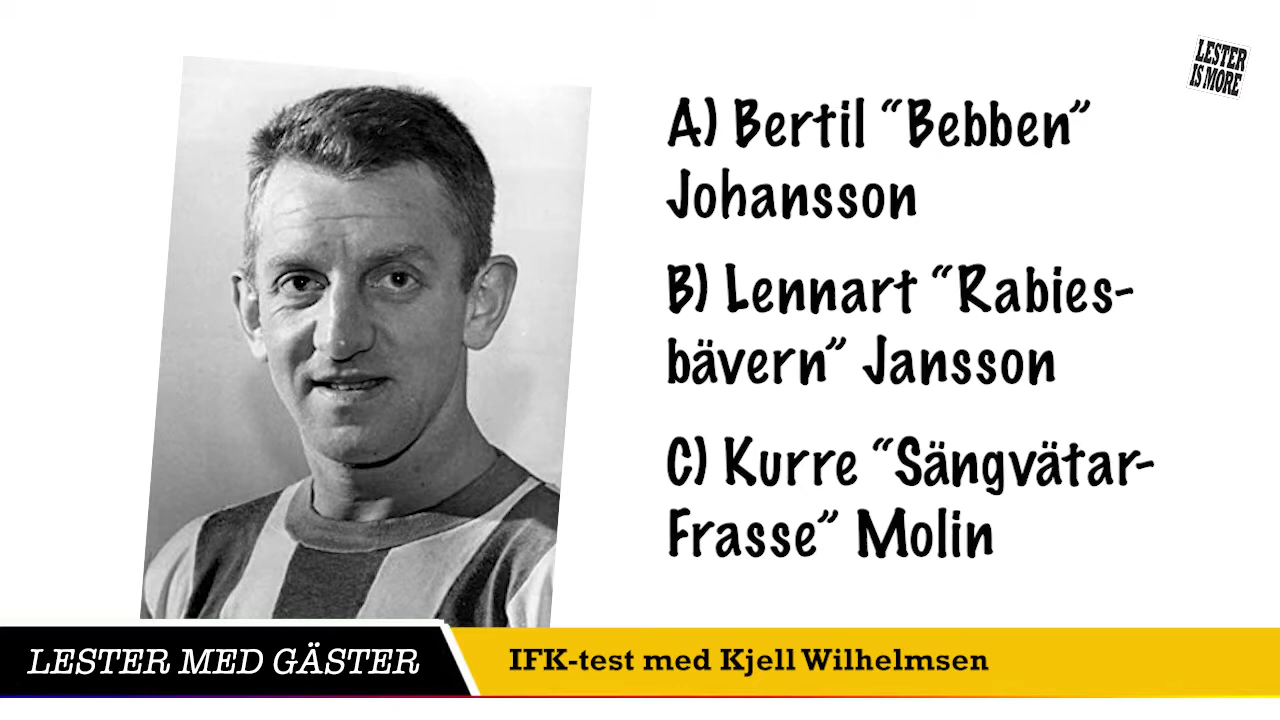 LESTER
IS MORE
A) Bertil “Bebben”
Johansson
B) Lennart “Rabies-
bävern” Jansson
C) Kurre “Sängvätar-
Frasse” Molin
LESTER MED GÄSTER
IFK-test med Kjell Wilhelmsen